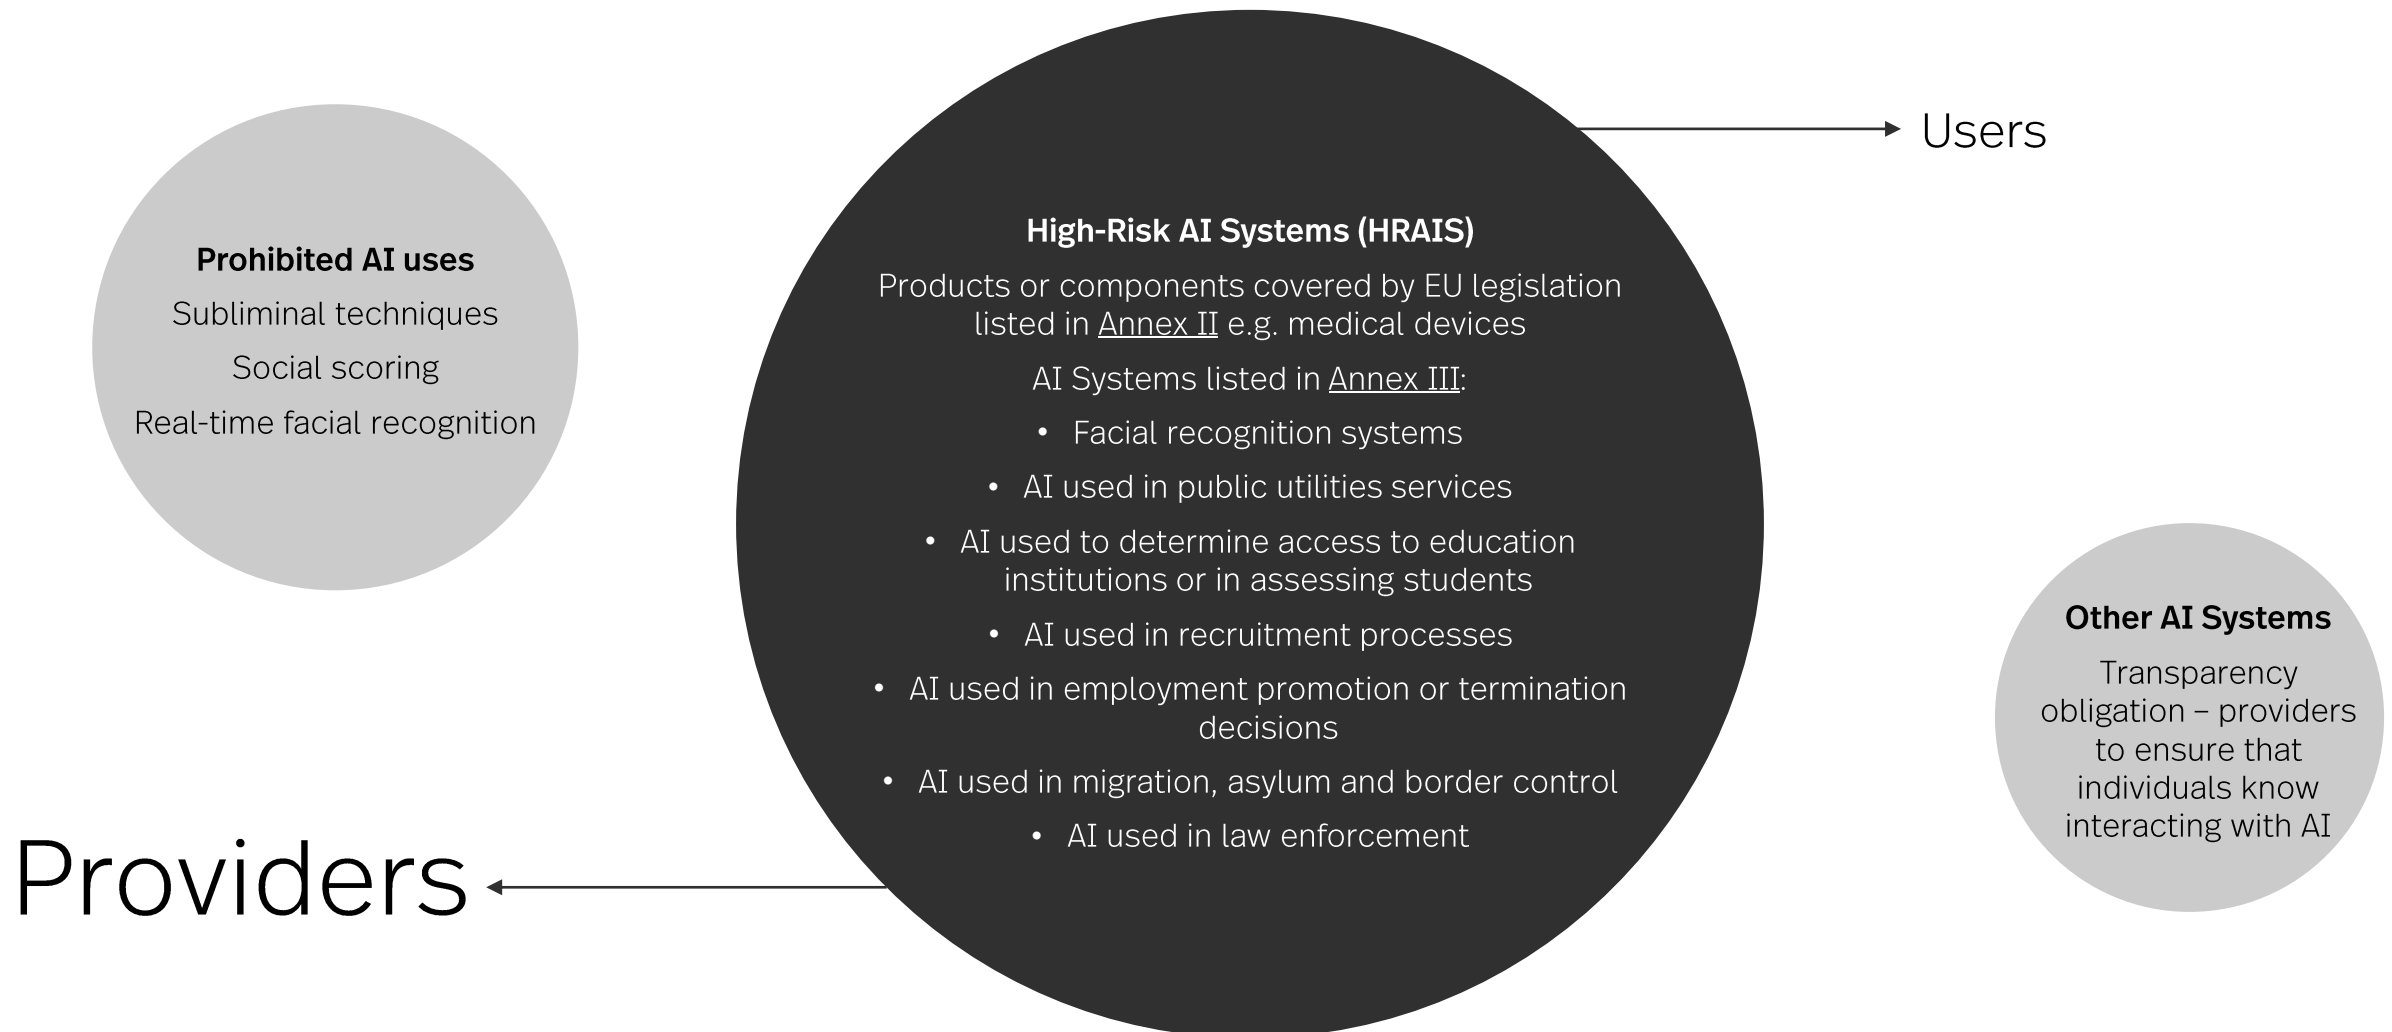 Prohibited AI uses
Subliminal techniques
Social scoring
Real-time facial recognition
High-Risk AI Systems (HRAIS)
Products or components covered by EU legislation
listed in Annex II e.g. medical devices
AI Systems listed in Annex III:
• Facial recognition systems
• AI used in public utilities services
• AI used to determine access to education
institutions or in assessing students
• AI used in recruitment processes
• AI used in employment promotion or termination
decisions
• AI used in migration, asylum and border control
• AI used in law enforcement
Users
Providers
Other AI Systems
Transparency
obligation – providers
to ensure that
individuals know
interacting with AI